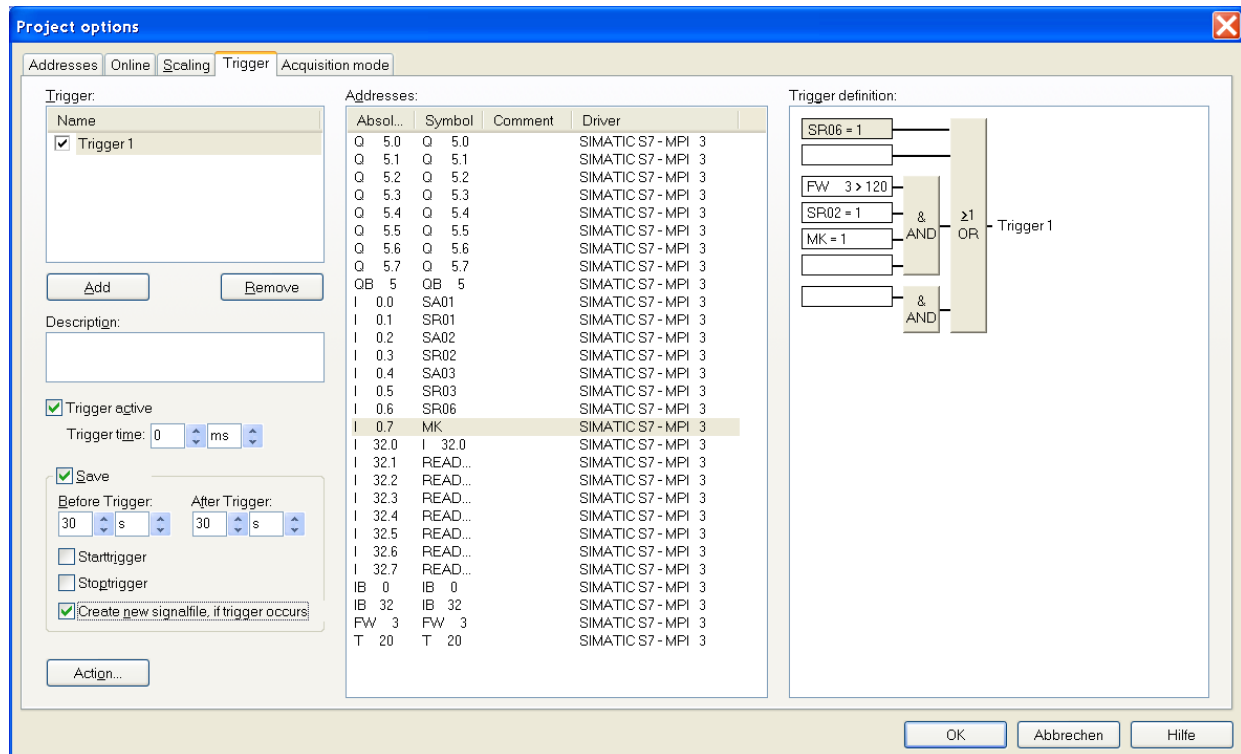 Project options
Addresses Online Scaling Trigger Acquisition mode
Trigger:
Name
Trigger 1
Add Remove
Description:
Trigger active
Trigger time: 0 ms
Save
Before Trigger: After Trigger:
30 s 30 s
Starttrigger
Stoptrigger
Create new signalfile, if trigger occurs
Action...
Addresses:
Absol... Symbol Comment Driver
Q 5.0 Q 5.0 SIMATIC S7 - MPI 3
Q 5.1 Q 5.1 SIMATIC S7 - MPI 3
Q 5.2 Q 5.2 SIMATIC S7 - MPI 3
Q 5.3 Q 5.3 SIMATIC S7 - MPI 3
Q 5.4 Q 5.4 SIMATIC S7 - MPI 3
Q 5.5 Q 5.5 SIMATIC S7 - MPI 3
Q 5.6 Q 5.6 SIMATIC S7 - MPI 3
Q 5.7 Q 5.7 SIMATIC S7 - MPI 3
QB 5 QB 5 SIMATIC S7 - MPI 3
I 0.0 SA01 SIMATIC S7 - MPI 3
I 0.1 SR01 SIMATIC S7 - MPI 3
I 0.2 SA02 SIMATIC S7 - MPI 3
I 0.3 SR02 SIMATIC S7 - MPI 3
I 0.4 SA03 SIMATIC S7 - MPI 3
I 0.5 SR03 SIMATIC S7 - MPI 3
I 0.6 SR06 SIMATIC S7 - MPI 3
I 0.7 MK SIMATIC S7 - MPI 3
I 32.0 I 32.0 SIMATIC S7 - MPI 3
I 32.1 READ... SIMATIC S7 - MPI 3
I 32.2 READ... SIMATIC S7 - MPI 3
I 32.3 READ... SIMATIC S7 - MPI 3
I 32.4 READ... SIMATIC S7 - MPI 3
I 32.5 READ... SIMATIC S7 - MPI 3
I 32.6 READ... SIMATIC S7 - MPI 3
I 32.7 READ... SIMATIC S7 - MPI 3
IB 0 IB 0 SIMATIC S7 - MPI 3
IB 32 IB 32 SIMATIC S7 - MPI 3
FW 3 FW 3 SIMATIC S7 - MPI 3
T 20 T 20 SIMATIC S7 - MPI 3
Trigger definition:
SR06 = 1
FW 3 > 120
SR02 = 1
MK = 1
&
AND
≥1
OR
Trigger 1
&
AND
OK Abbrechen Hilfe